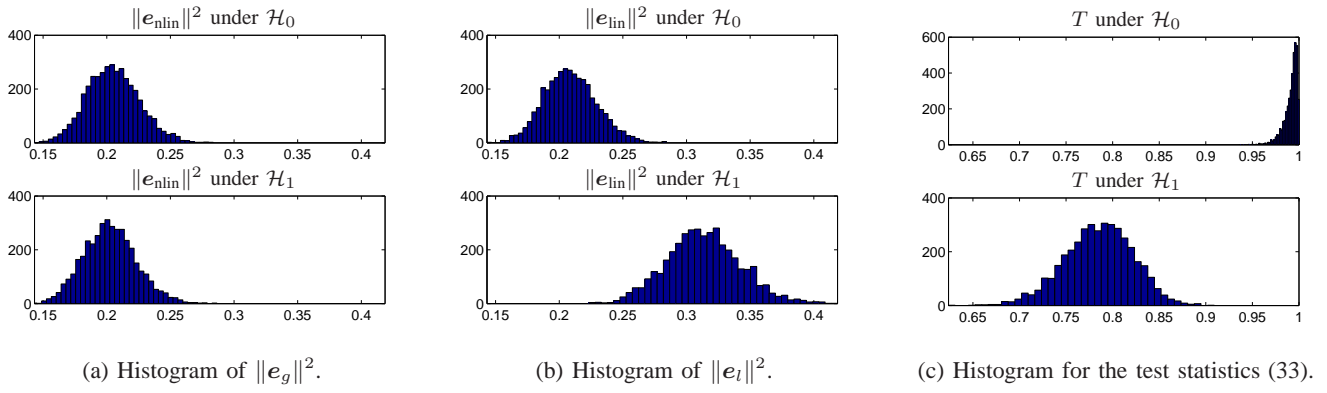 ‖e_nlin‖² under ℋ₀
400
200
0
0.15 0.2 0.25 0.3 0.35 0.4
‖e_nlin‖² under ℋ₁
400
200
0
0.15 0.2 0.25 0.3 0.35 0.4
(a) Histogram of ‖e_g‖².
‖e_lin‖² under ℋ₀
400
200
0
0.15 0.2 0.25 0.3 0.35 0.4
‖e_lin‖² under ℋ₁
400
200
0
0.15 0.2 0.25 0.3 0.35 0.4
(b) Histogram of ‖e_l‖².
T under ℋ₀
600
400
200
0
0.65 0.7 0.75 0.8 0.85 0.9 0.95 1
T under ℋ₁
400
200
0
0.65 0.7 0.75 0.8 0.85 0.9 0.95 1
(c) Histogram for the test statistics (33).